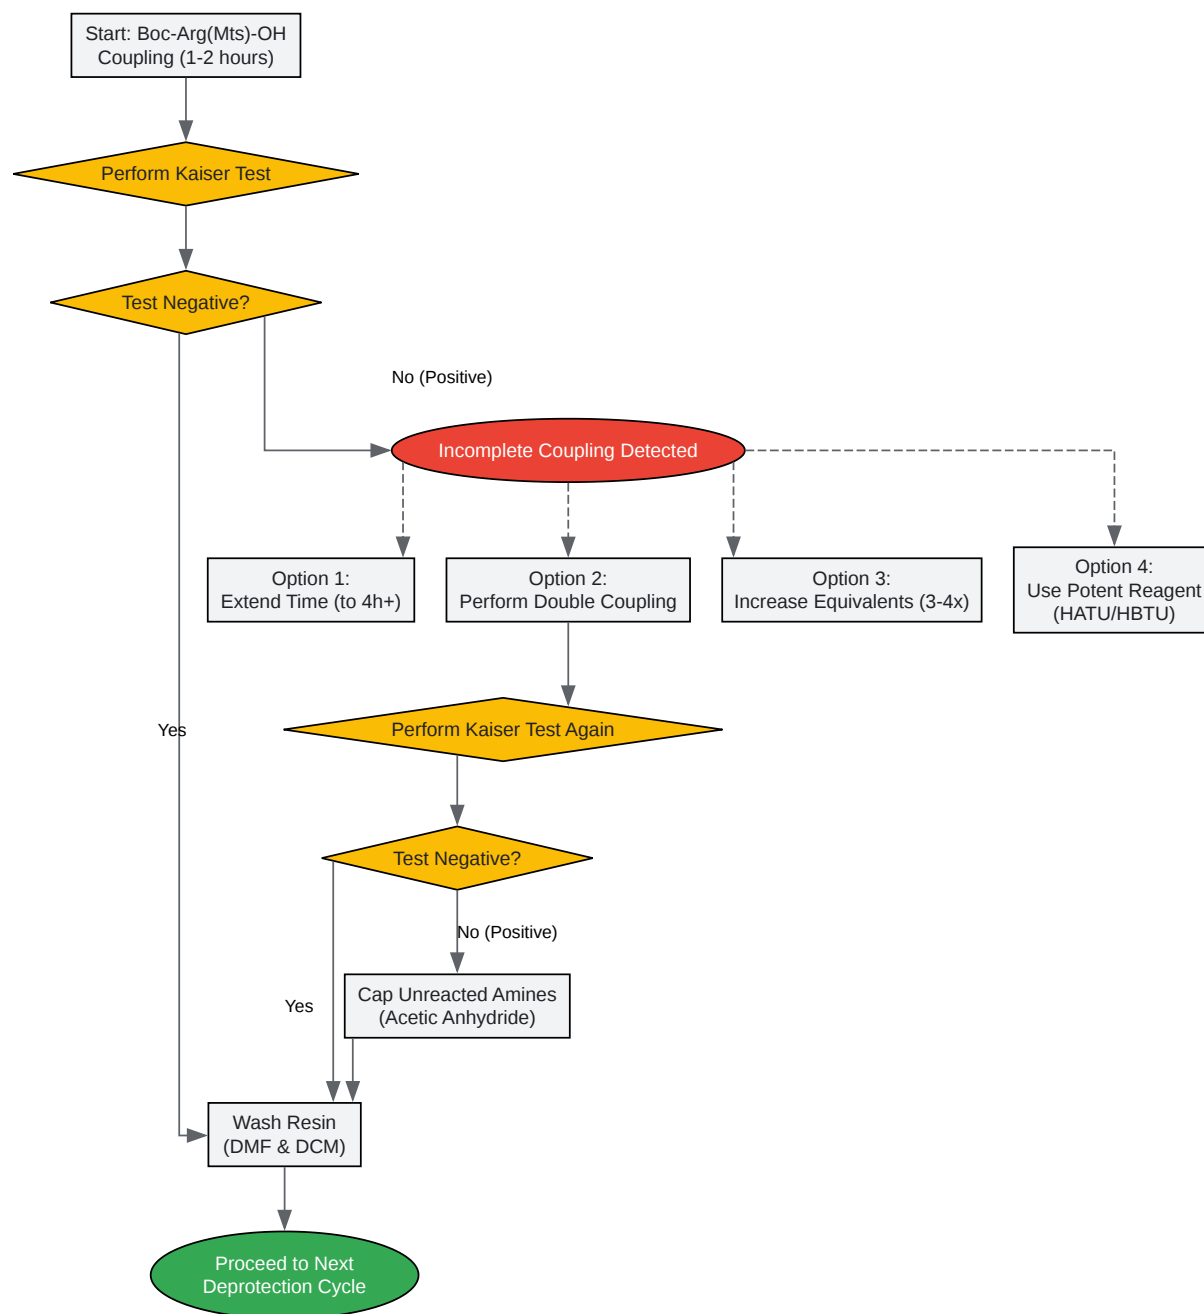 Start: Boc-Arg(Mts)-OH
Coupling (1-2 hours)
Perform Kaiser Test
Test Negative?
No (Positive)
Incomplete Coupling Detected
Option 1:
Extend Time (to 4h+)
Option 2:
Perform Double Coupling
Option 3:
Increase Equivalents (3-4x)
Option 4:
Use Potent Reagent
(HATU/HBTU)
Yes
Perform Kaiser Test Again
Test Negative?
No (Positive)
Cap Unreacted Amines
(Acetic Anhydride)
Yes
Wash Resin
(DMF & DCM)
Proceed to Next
Deprotection Cycle